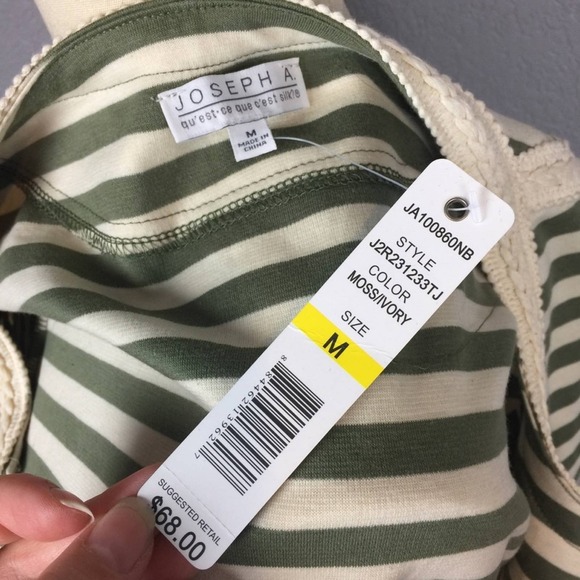 JOSEPH A.
qu'est•ce que c'est silk?e
M
MADE IN
CHINA
JA100860NB
STYLE
J2R231233TJ
COLOR
MOSS/IVORY
SIZE
M
SUGGESTED RETAIL
$68.00